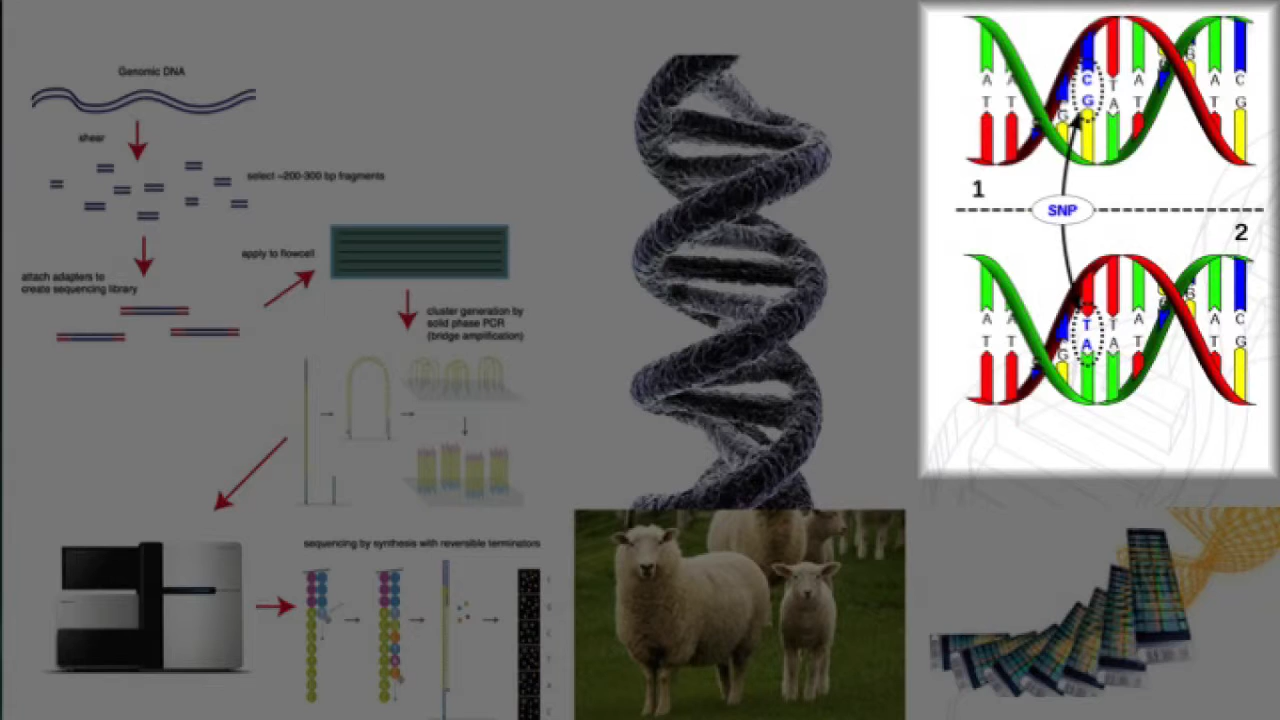 Genomic DNA
shear
select ~200-300 bp fragments
attach adapters to
create sequencing library
apply to flowcell
cluster generation by
solid phase PCR
(bridge amplification)
sequencing by synthesis with reversible terminators
A A C T A G A C
T T G G A T T G
1
SNP
2
A A T T A G A C
T T G A A T T G